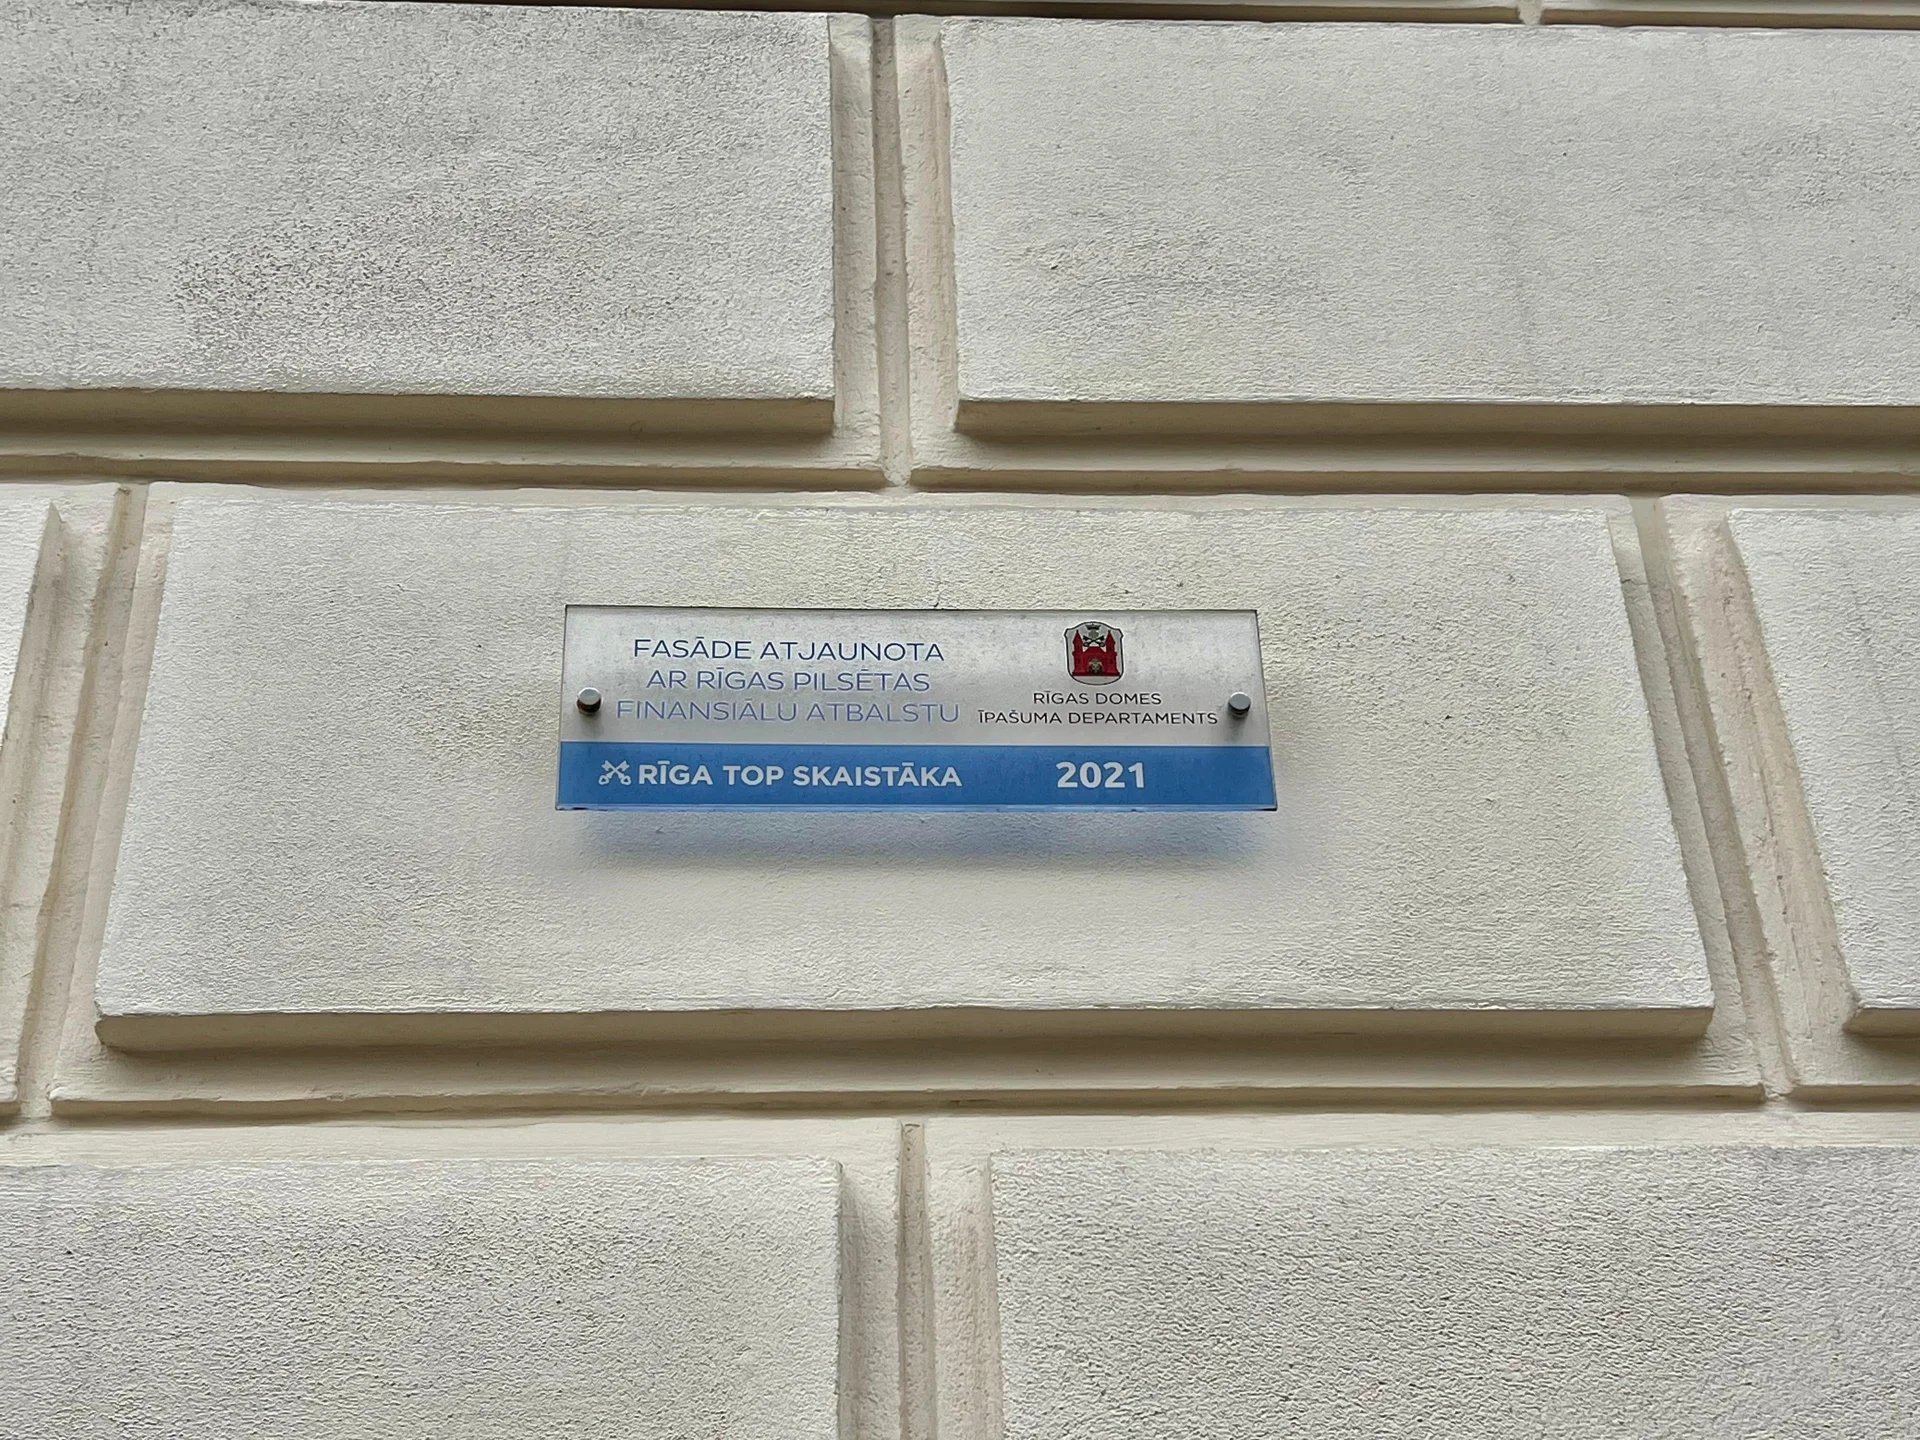 FASĀDE ATJAUNOTA
AR RĪGAS PILSĒTAS
FINANSIĀLU ATBALSTU
RĪGAS DOMES
ĪPAŠUMA DEPARTAMENTS
RĪGA TOP SKAISTĀKA 2021